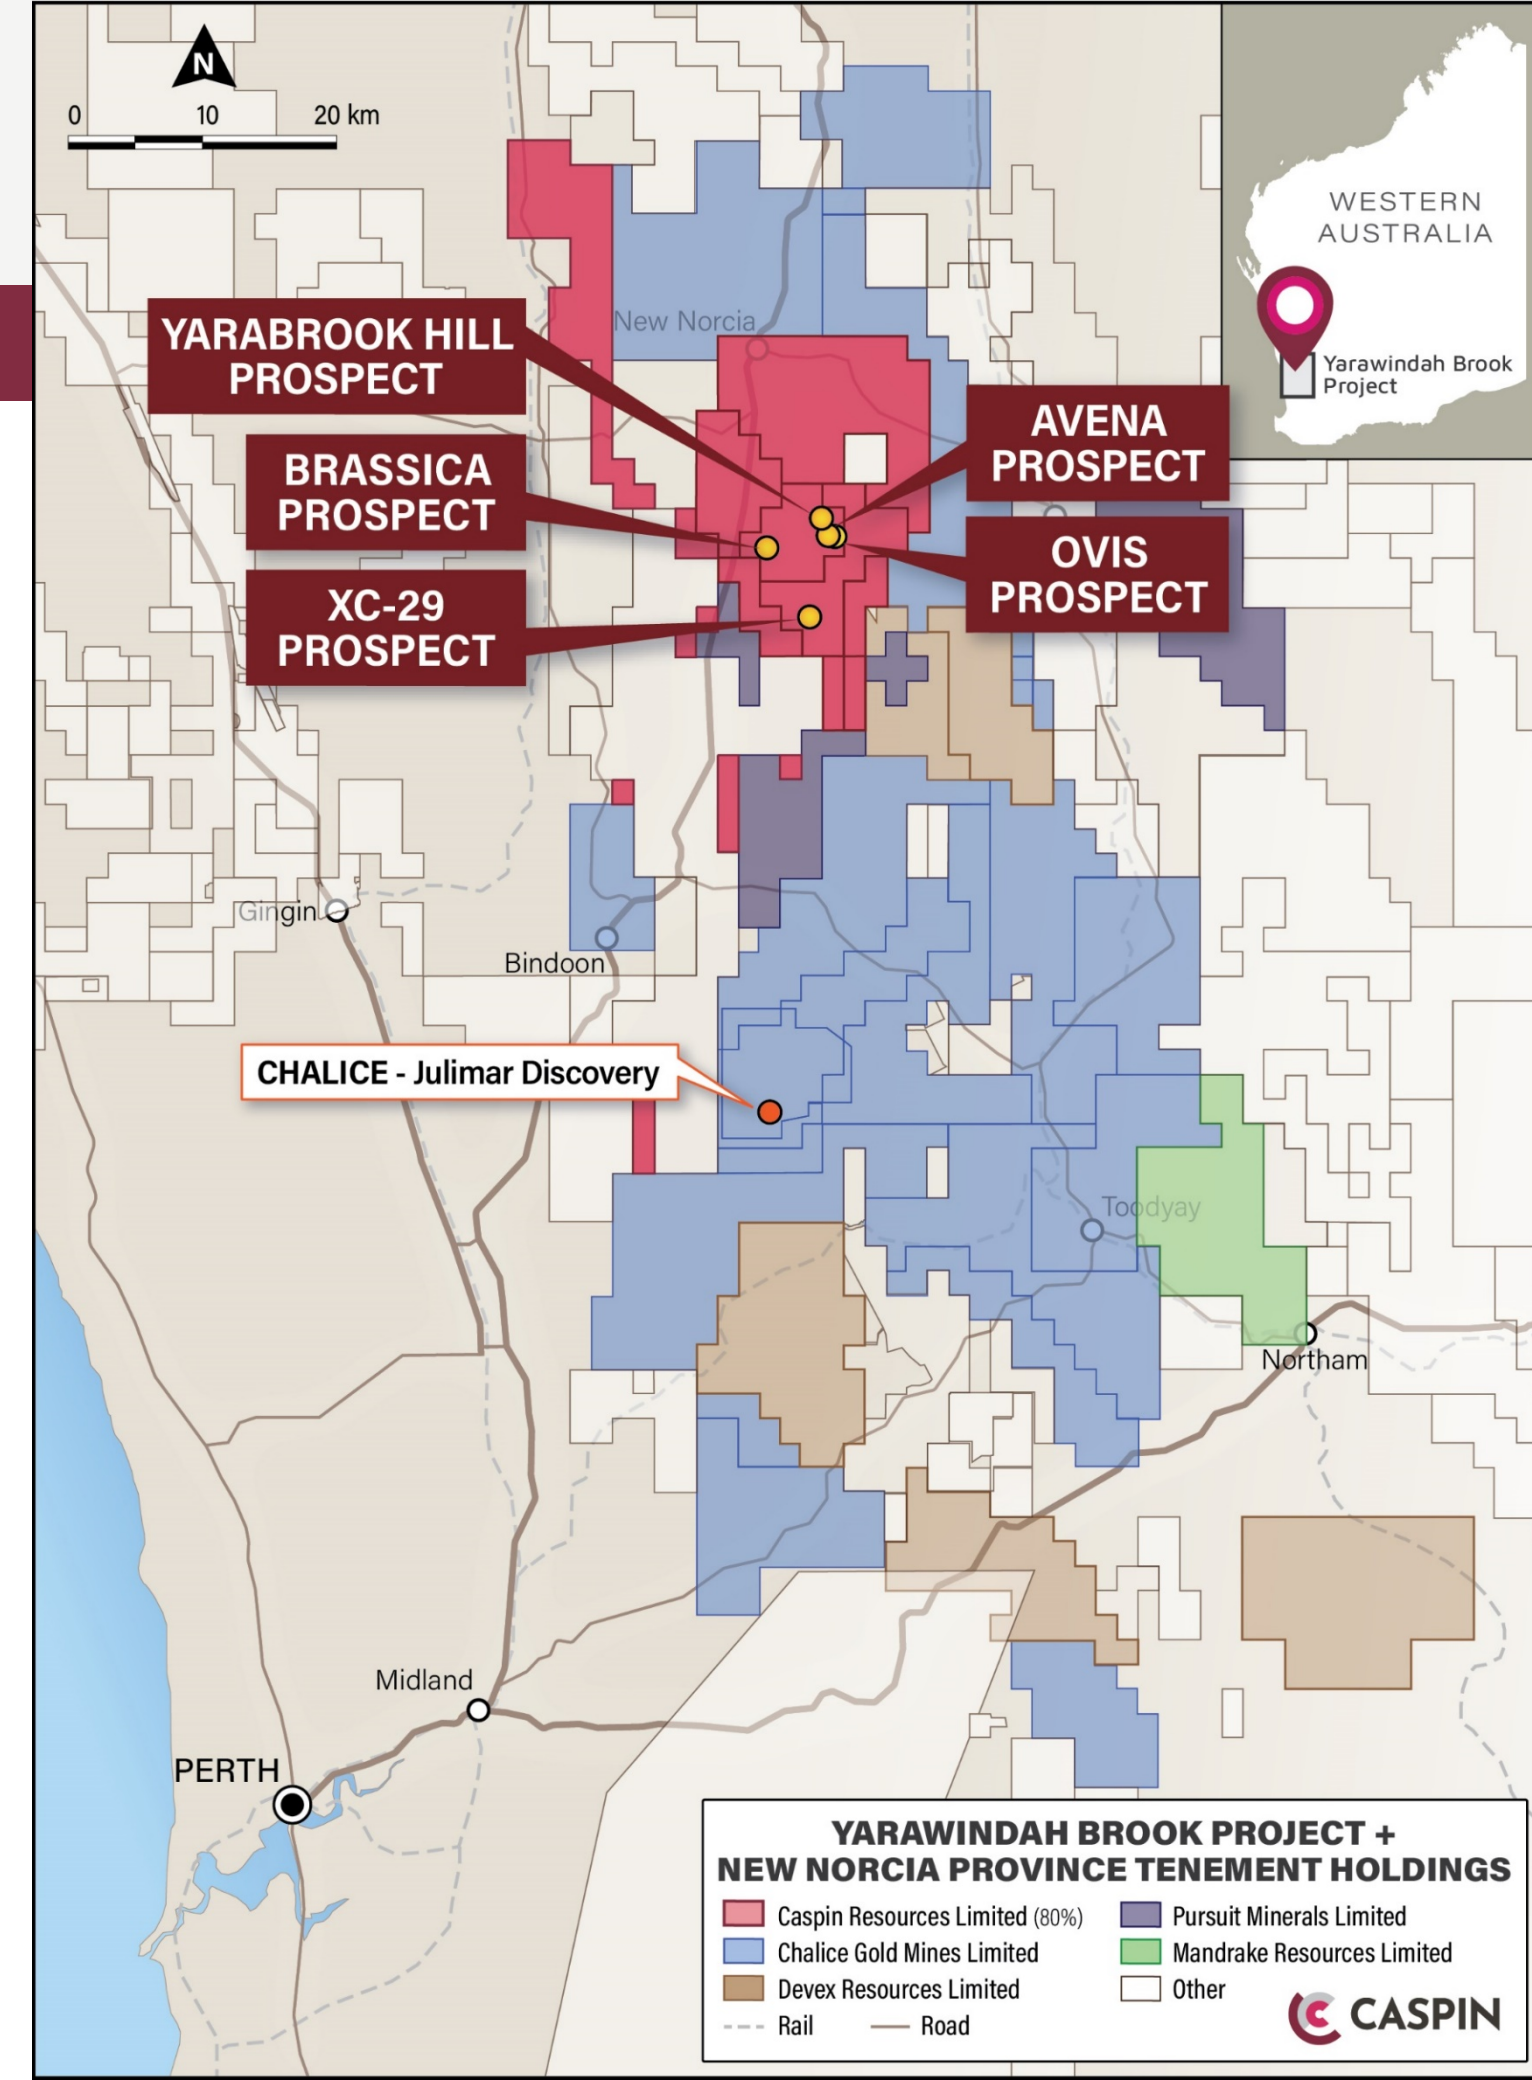 N
0 10 20 km
WESTERN
AUSTRALIA
Yarawindah Brook
Project
New Norcia
YARABROOK HILL
PROSPECT
AVENA
PROSPECT
BRASSICA
PROSPECT
OVIS
PROSPECT
XC-29
PROSPECT
Gingin
Bindoon
CHALICE - Julimar Discovery
Toodyay
Northam
Midland
PERTH
YARAWINDAH BROOK PROJECT +
NEW NORCIA PROVINCE TENEMENT HOLDINGS
Caspin Resources Limited (80%)
Chalice Gold Mines Limited
Devex Resources Limited
Rail Road
Pursuit Minerals Limited
Mandrake Resources Limited
Other
CASPIN